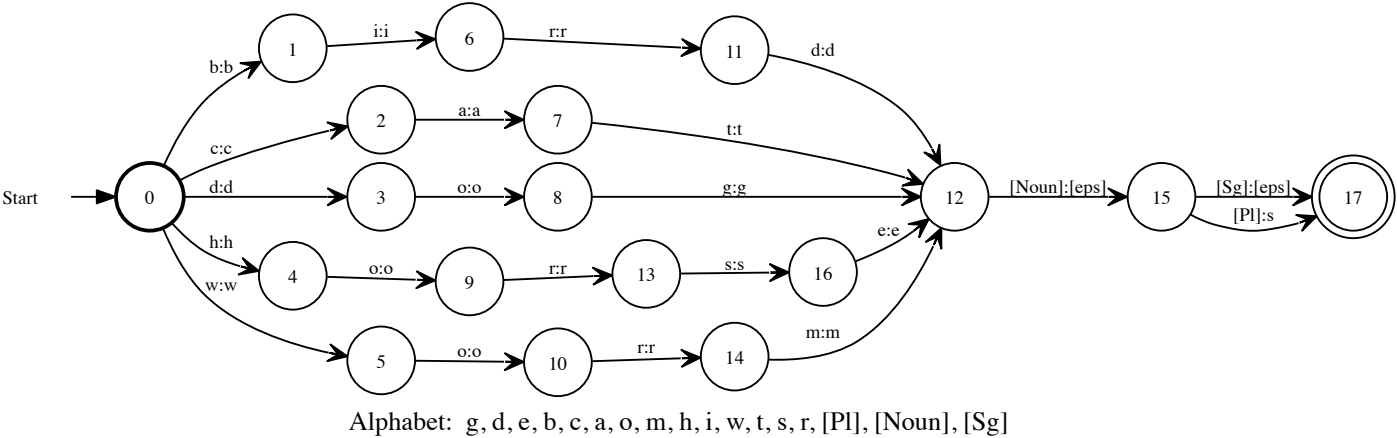 1
i:i
6
r:r
11
d:d
b:b
2
a:a
7
t:t
c:c
Start
0
d:d
3
o:o
8
g:g
12
[Noun]:[eps]
15
[Sg]:[eps]
17
[Pl]:s
h:h
4
o:o
9
r:r
13
s:s
16
e:e
w:w
5
o:o
10
r:r
14
m:m
Alphabet: g, d, e, b, c, a, o, m, h, i, w, t, s, r, [Pl], [Noun], [Sg]